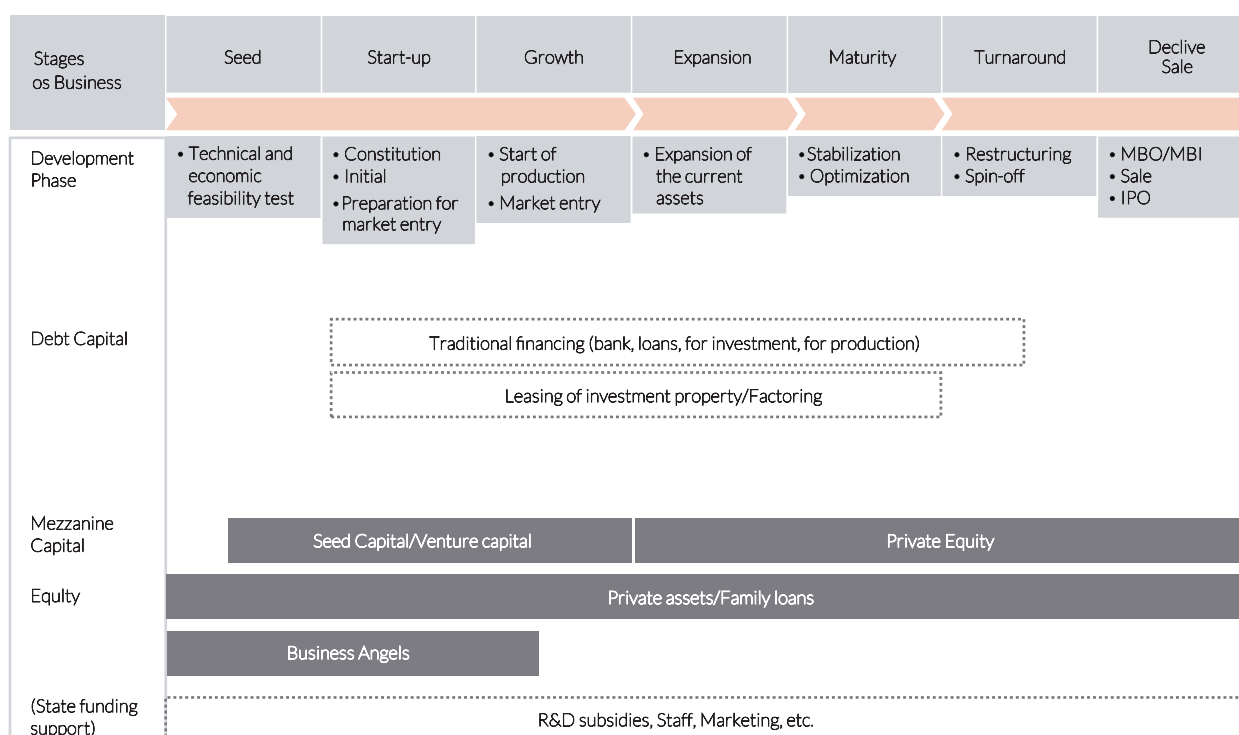 Stages
os Business
Seed
Start-up
Growth
Expansion
Maturity
Turnaround
Declive
Sale
Development
Phase
• Technical and
economic
feasibility test
• Constitution
• Initial
• Preparation for
market entry
• Start of
production
• Market entry
• Expansion of
the current
assets
• Stabilization
• Optimization
• Restructuring
• Spin-off
• MBO/MBI
• Sale
• IPO
Debt Capital
Traditional financing (bank, loans, for investment, for production)
Leasing of investment property/Factoring
Mezzanine
Capital
Seed Capital/Venture capital
Private Equity
Equlty
Private assets/Family loans
Business Angels
(State funding
support)
R&D subsidies, Staff, Marketing, etc.